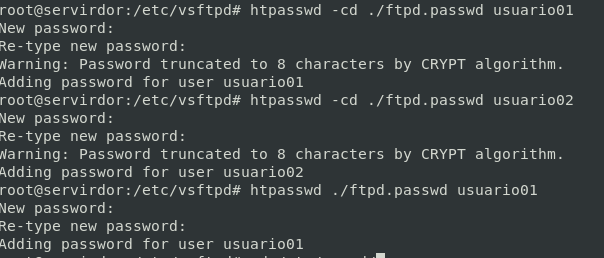 root@servirdor:/etc/vsftpd# htpasswd -cd ./ftpd.passwd usuario01
New password:
Re-type new password:
Warning: Password truncated to 8 characters by CRYPT algorithm.
Adding password for user usuario01
root@servirdor:/etc/vsftpd# htpasswd -cd ./ftpd.passwd usuario02
New password:
Re-type new password:
Warning: Password truncated to 8 characters by CRYPT algorithm.
Adding password for user usuario02
root@servirdor:/etc/vsftpd# htpasswd ./ftpd.passwd usuario01
New password:
Re-type new password:
Adding password for user usuario01